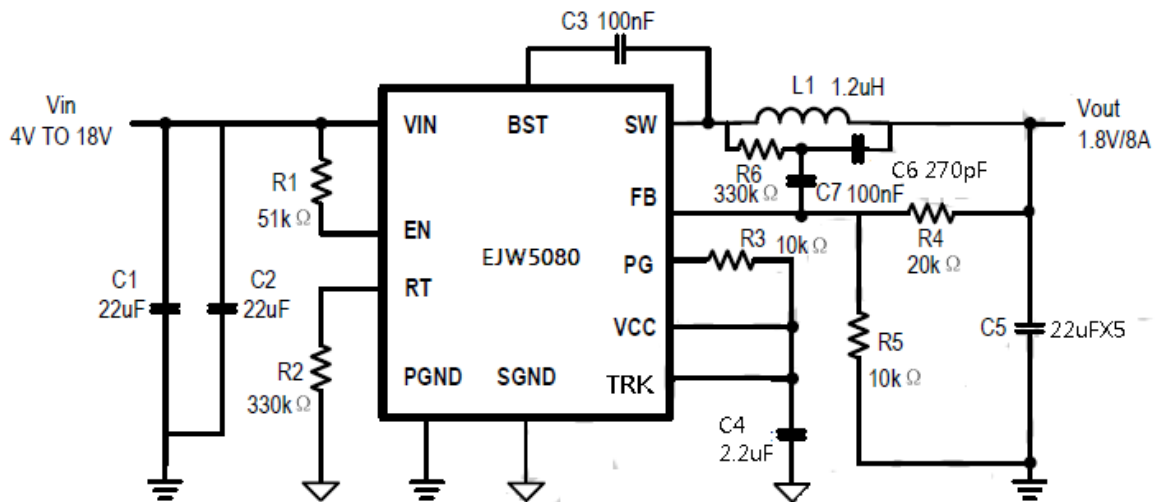 C3 100nF
L1 1.2uH
Vin
4V TO 18V
Vout
1.8V/8A
VIN
BST
SW
R6
330kΩ
C6 270pF
C7 100nF
R1
51kΩ
FB
EN
EJW5080
R3
10kΩ
R4
20kΩ
PG
RT
C1
22uF
C2
22uF
VCC
C5
22uFX5
R5
10kΩ
R2
330kΩ
PGND
SGND
TRK
C4
2.2uF